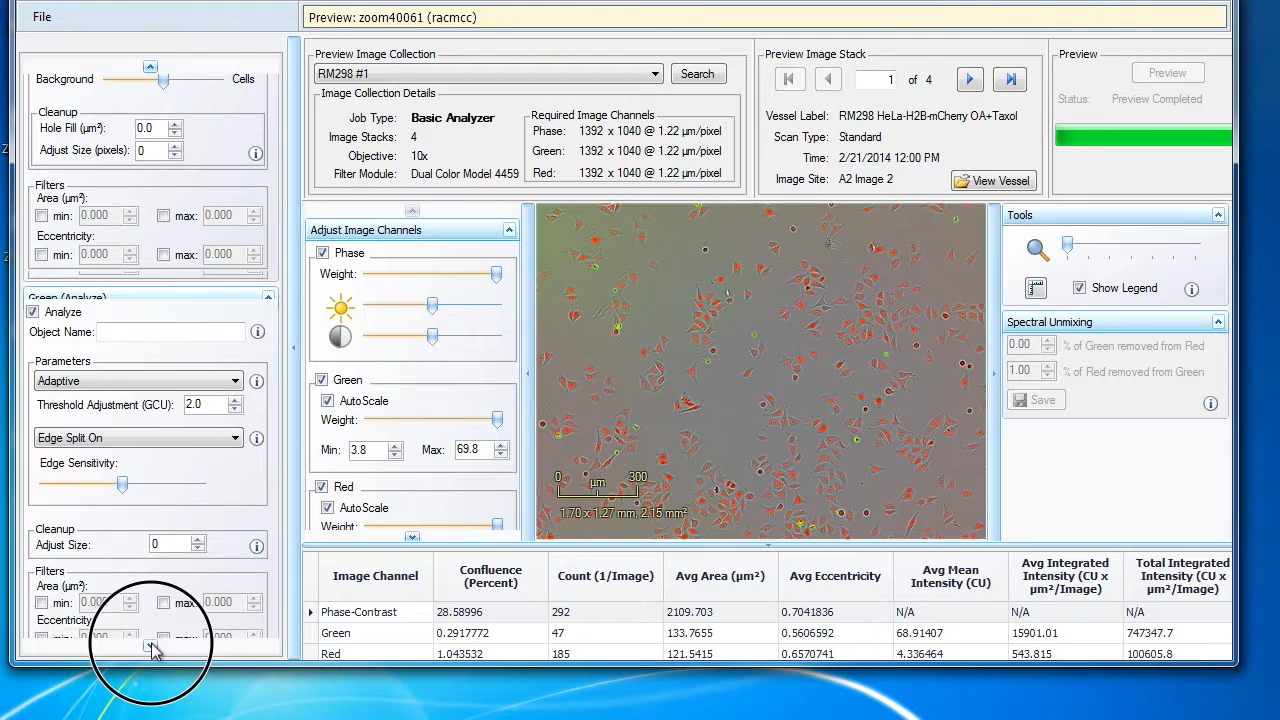 File
Preview: zoom40061 (racmcc)
Background
Cells
Cleanup
Hole Fill (µm²):
0.0
Adjust Size (pixels):
0
Filters
Area (µm²):
min:
0.000
max:
0.000
Eccentricity:
min:
0.000
max:
0.000
Green (Analyze)
Analyze
Object Name:
Parameters
Adaptive
Threshold Adjustment (GCU):
2.0
Edge Split On
Edge Sensitivity:
Cleanup
Adjust Size:
0
Filters
Area (µm²):
min:
0.000
max:
0.000
Eccentricity:
Preview Image Collection
RM298 #1
Search
Image Collection Details
Job Type: Basic Analyzer
Image Stacks: 4
Objective: 10x
Filter Module: Dual Color Model 4459
Required Image Channels
Phase: 1392 x 1040 @ 1.22 µm/pixel
Green: 1392 x 1040 @ 1.22 µm/pixel
Red: 1392 x 1040 @ 1.22 µm/pixel
Preview Image Stack
1 of 4
Vessel Label: RM298 HeLa-H2B-mCherry OA+Taxol
Scan Type: Standard
Time: 2/21/2014 12:00 PM
Image Site: A2 Image 2
View Vessel
Preview
Preview
Status: Preview Completed
Adjust Image Channels
Phase
Weight:
Green
AutoScale
Weight:
Min: 3.8 Max: 69.8
Red
AutoScale
Weight:
0 300
µm
1.70 x 1.27 mm, 2.15 mm²
Tools
Show Legend
Spectral Unmixing
0.00 % of Green removed from Red
1.00 % of Red removed from Green
Save
Image Channel Confluence (Percent) Count (1/Image) Avg Area (µm²) Avg Eccentricity Avg Mean Intensity (CU) Avg Integrated Intensity (CU x µm²/Image) Total Integrated Intensity (CU x µm²/Image)
Phase-Contrast 28.58996 292 2109.703 0.7041836 N/A N/A N/A
Green 0.2917772 47 133.7655 0.5606592 68.91407 15901.01 747347.7
Red 1.043532 185 121.5415 0.6570741 4.336464 543.815 100605.8